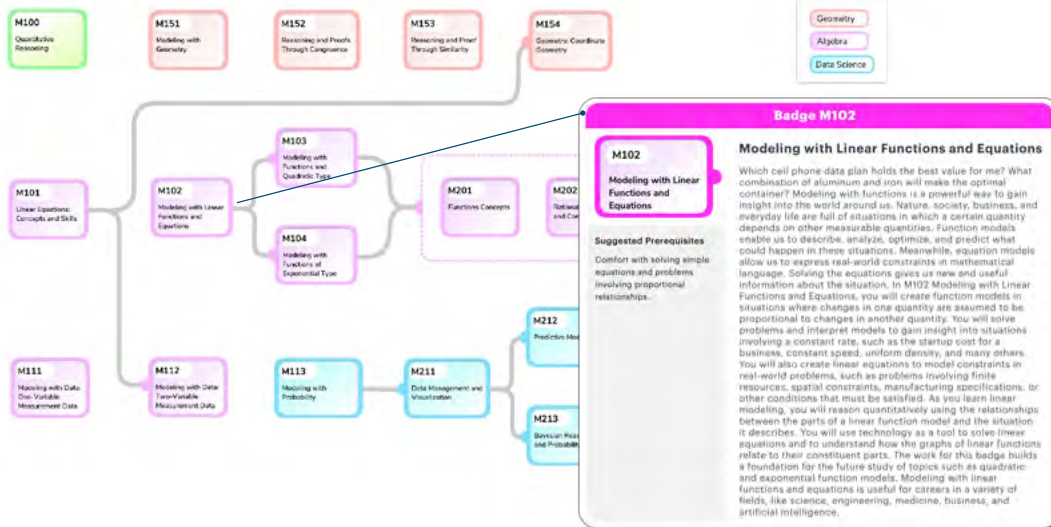 M100
Quantitative
Reasoning
M151
Modeling with
Geometry
M152
Reasoning and Proofs
Through Congruence
M153
Reasoning and Proof
Through Similarity
M154
Geometry: Coordinate
Geometry
Geometry
Algebra
Data Science
M101
Linear Equations:
Concepts and Skills
M102
Modeling with Linear
Functions and
Equations
M103
Modeling with
Functions and
Quadratic Type
M104
Modeling with
Functions of
Exponential Type
M201
Functions Concepts
M202
Rational
and Con
M111
Modeling with Data:
One-Variable
Measurement Data
M112
Modeling with Data:
Two-Variable
Measurement Data
M113
Modeling with
Probability
M211
Data Management and
Visualization
M212
Predictive Mo
M213
Bayesian Reas
and Probabilit
Badge M102
M102
Modeling with Linear
Functions and
Equations
Suggested Prerequisites
Comfort with solving simple
equations and problems
involving proportional
relationships.
Modeling with Linear Functions and Equations
Which cell phone data plan holds the best value for me? What
combination of aluminum and iron will make the optimal
container? Modeling with functions is a powerful way to gain
insight into the world around us. Nature, society, business, and
everyday life are full of situations in which a certain quantity
depends on other measurable quantities. Function models
enable us to describe, analyze, optimize, and predict what
could happen in these situations. Meanwhile, equation models
allow us to express real-world constraints in mathematical
language. Solving the equations gives us new and useful
information about the situation. In M102 Modeling with Linear
Functions and Equations, you will create function models in
situations where changes in one quantity are assumed to be
proportional to changes in another quantity. You will solve
problems and interpret models to gain insight into situations
involving a constant rate, such as the startup cost for a
business, constant speed, uniform density, and many others.
You will also create linear equations to model constraints in
real-world problems, such as problems involving finite
resources, spatial constraints, manufacturing specifications, or
other conditions that must be satisfied. As you learn linear
modeling, you will reason quantitatively using the relationships
between the parts of a linear function model and the situation
it describes. You will use technology as a tool to solve linear
equations and to understand how the graphs of linear functions
relate to their constituent parts. The work for this badge builds
a foundation for the future study of topics such as quadratic
and exponential function models. Modeling with linear
functions and equations is useful for careers in a variety of
fields, like science, engineering, medicine, business, and
artificial intelligence.